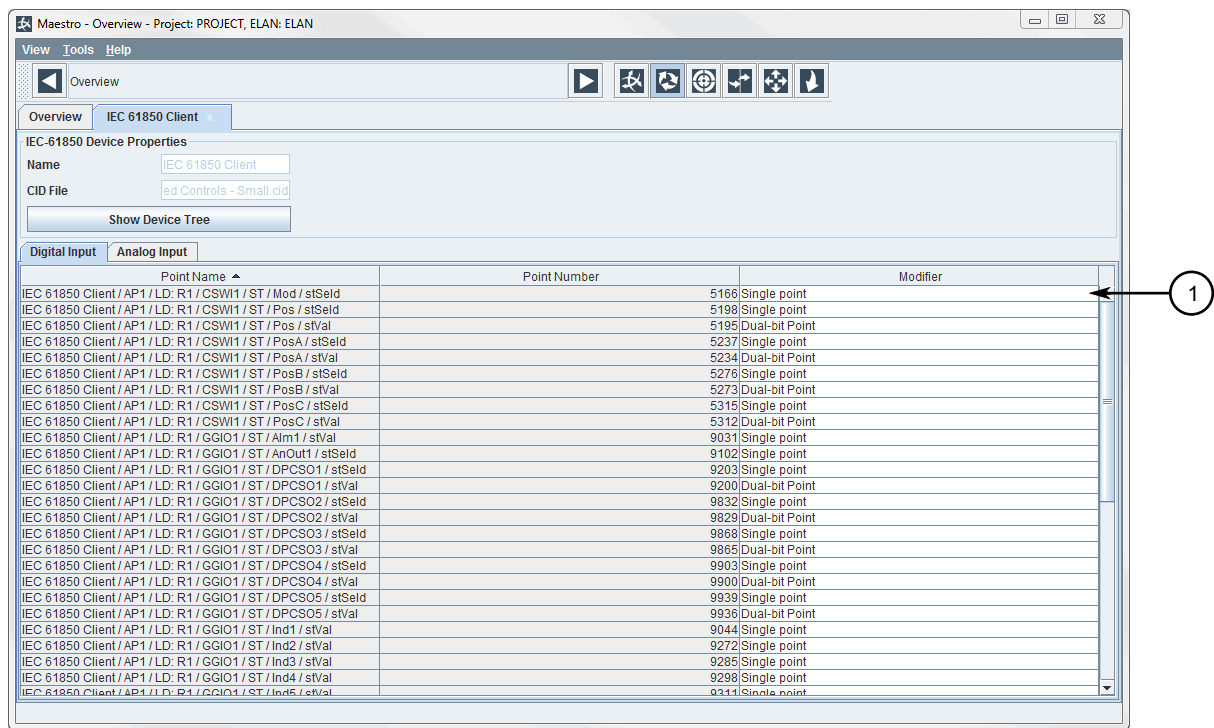 Maestro - Overview - Project: PROJECT, ELAN: ELAN
View Tools Help
Overview
Overview IEC 61850 Client x
IEC-61850 Device Properties
Name IEC 61850 Client
CID File ed Controls - Small.cid
Show Device Tree
Digital Input Analog Input
Point Name Point Number Modifier
IEC 61850 Client / AP1 / LD: R1 / CSWI1 / ST / Mod / stSeld 5166 Single point
1
IEC 61850 Client / AP1 / LD: R1 / CSWI1 / ST / Pos / stSeld 5198 Single point
IEC 61850 Client / AP1 / LD: R1 / CSWI1 / ST / Pos / stVal 5195 Dual-bit Point
IEC 61850 Client / AP1 / LD: R1 / CSWI1 / ST / PosA / stSeld 5237 Single point
IEC 61850 Client / AP1 / LD: R1 / CSWI1 / ST / PosA / stVal 5234 Dual-bit Point
IEC 61850 Client / AP1 / LD: R1 / CSWI1 / ST / PosB / stSeld 5276 Single point
IEC 61850 Client / AP1 / LD: R1 / CSWI1 / ST / PosB / stVal 5273 Dual-bit Point
IEC 61850 Client / AP1 / LD: R1 / CSWI1 / ST / PosC / stSeld 5315 Single point
IEC 61850 Client / AP1 / LD: R1 / CSWI1 / ST / PosC / stVal 5312 Dual-bit Point
IEC 61850 Client / AP1 / LD: R1 / GGIO1 / ST / Alm1 / stVal 9031 Single point
IEC 61850 Client / AP1 / LD: R1 / GGIO1 / ST / AnOut1 / stSeld 9102 Single point
IEC 61850 Client / AP1 / LD: R1 / GGIO1 / ST / DPCSO1 / stSeld 9203 Single point
IEC 61850 Client / AP1 / LD: R1 / GGIO1 / ST / DPCSO1 / stVal 9200 Dual-bit Point
IEC 61850 Client / AP1 / LD: R1 / GGIO1 / ST / DPCSO2 / stSeld 9832 Single point
IEC 61850 Client / AP1 / LD: R1 / GGIO1 / ST / DPCSO2 / stVal 9829 Dual-bit Point
IEC 61850 Client / AP1 / LD: R1 / GGIO1 / ST / DPCSO3 / stSeld 9868 Single point
IEC 61850 Client / AP1 / LD: R1 / GGIO1 / ST / DPCSO3 / stVal 9865 Dual-bit Point
IEC 61850 Client / AP1 / LD: R1 / GGIO1 / ST / DPCSO4 / stSeld 9903 Single point
IEC 61850 Client / AP1 / LD: R1 / GGIO1 / ST / DPCSO4 / stVal 9900 Dual-bit Point
IEC 61850 Client / AP1 / LD: R1 / GGIO1 / ST / DPCSO5 / stSeld 9939 Single point
IEC 61850 Client / AP1 / LD: R1 / GGIO1 / ST / DPCSO5 / stVal 9936 Dual-bit Point
IEC 61850 Client / AP1 / LD: R1 / GGIO1 / ST / Ind1 / stVal 9044 Single point
IEC 61850 Client / AP1 / LD: R1 / GGIO1 / ST / Ind2 / stVal 9272 Single point
IEC 61850 Client / AP1 / LD: R1 / GGIO1 / ST / Ind3 / stVal 9285 Single point
IEC 61850 Client / AP1 / LD: R1 / GGIO1 / ST / Ind4 / stVal 9298 Single point
IEC 61850 Client / AP1 / LD: R1 / GGIO1 / ST / Ind5 / stVal 9311 Single point